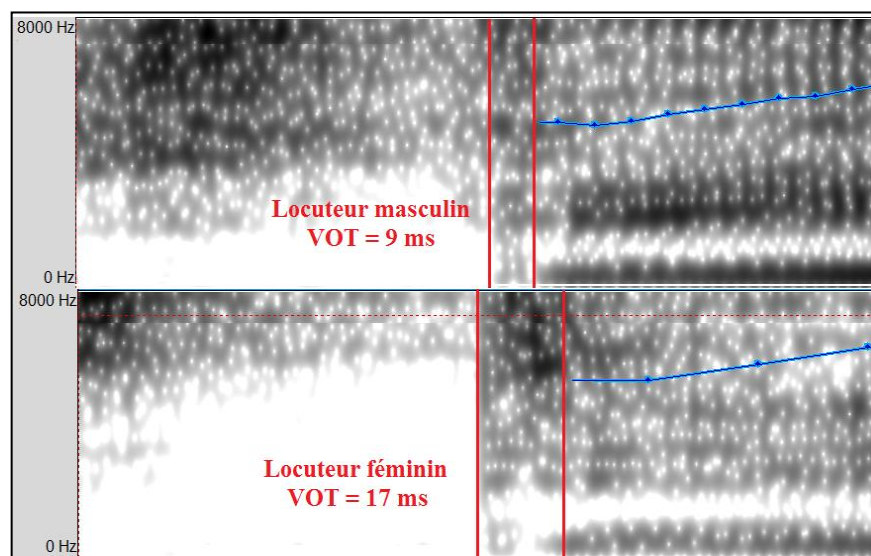 8000 Hz
Locuteur masculin
VOT = 9 ms
0 Hz
8000 Hz
Locuteur féminin
VOT = 17 ms
0 Hz